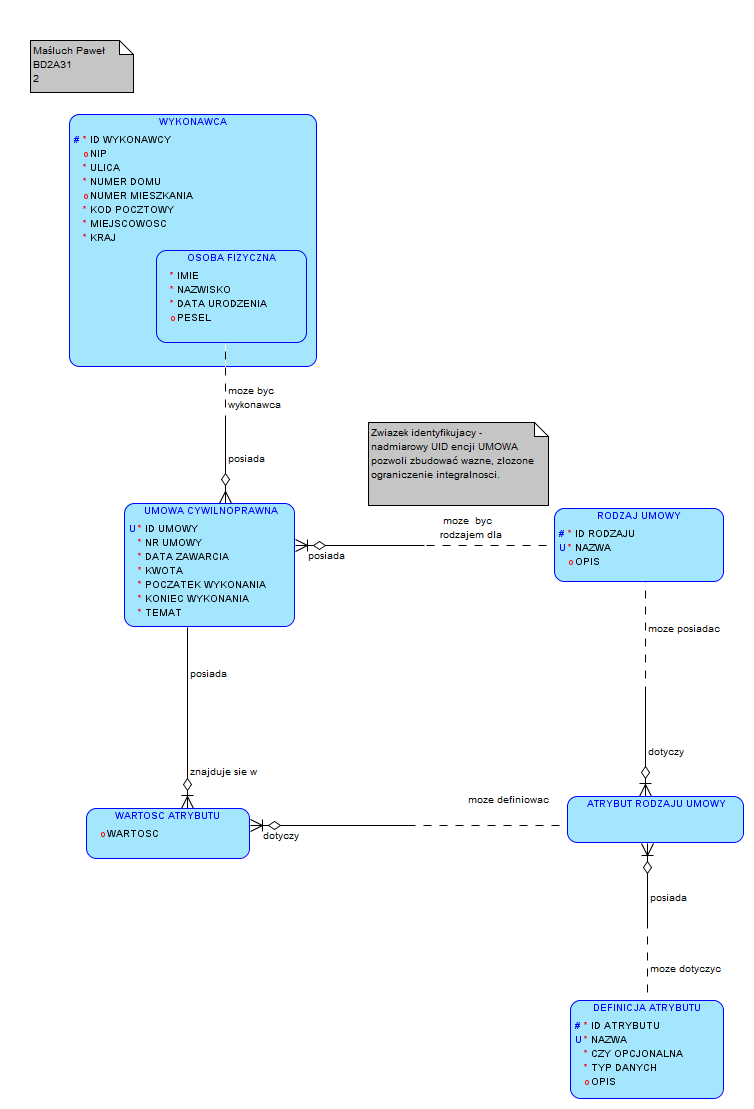 Maśluch Paweł
BD2A31
2
WYKONAWCA
# * ID WYKONAWCY
o NIP
* ULICA
* NUMER DOMU
o NUMER MIESZKANIA
* KOD POCZTOWY
* MIEJSCOWOSC
* KRAJ
OSOBA FIZYCZNA
* IMIE
* NAZWISKO
* DATA URODZENIA
o PESEL
moze byc
wykonawca
posiada
Zwiazek identyfikujacy -
nadmiarowy UID encji UMOWA
pozwoli zbudować wazne, zlozone
ograniczenie integralnosci.
UMOWA CYWILNOPRAWNA
U * ID UMOWY
* NR UMOWY
* DATA ZAWARCIA
* KWOTA
* POCZATEK WYKONANIA
* KONIEC WYKONANIA
* TEMAT
moze byc
rodzajem dla
posiada
RODZAJ UMOWY
# * ID RODZAJU
U * NAZWA
o OPIS
moze posiadac
posiada
dotyczy
znajduje sie w
WARTOSC ATRYBUTU
o WARTOSC
moze definiowac
dotyczy
ATRYBUT RODZAJU UMOWY
posiada
moze dotyczyc
DEFINICJA ATRYBUTU
# * ID ATRYBUTU
U * NAZWA
* CZY OPCJONALNA
* TYP DANYCH
o OPIS